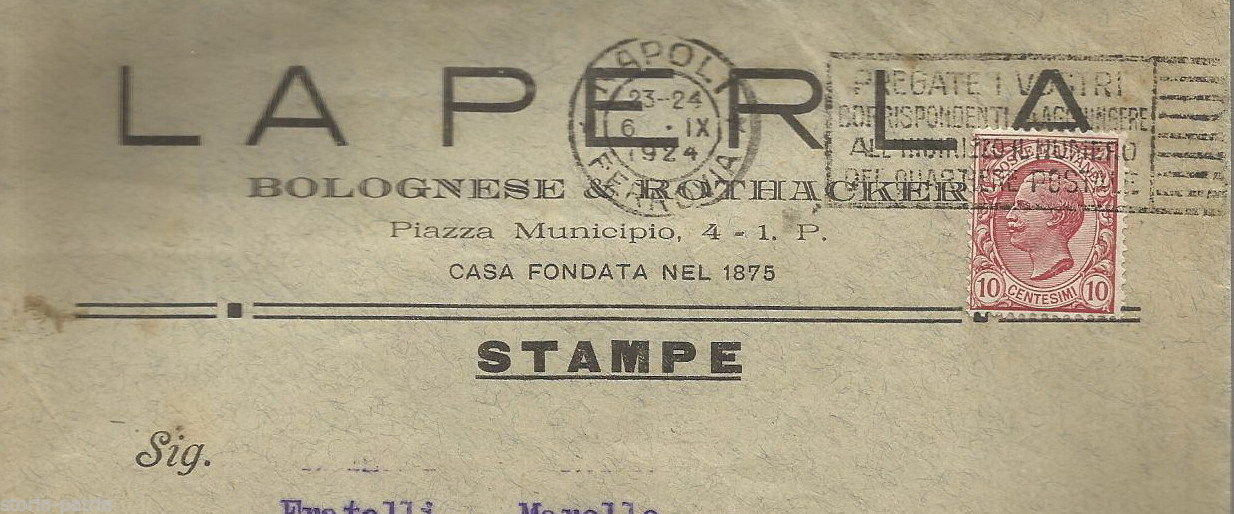 LA PERLA
NAPOLI
23-24
6 . IX
1924
FERROVIA
PREGATE I VOSTRI
CORRISPONDENTI AGGIUNGERE
ALL'INDIRIZZO IL NUMERO
DEL QUARTIERE POSTALE
BOLOGNESE & ROTHACKER
POSTE ITALIANE
10 CENTESIMI 10
Piazza Municipio, 4 - 1. P.
CASA FONDATA NEL 1875
STAMPE
Sig.
Fratelli
storia-patria